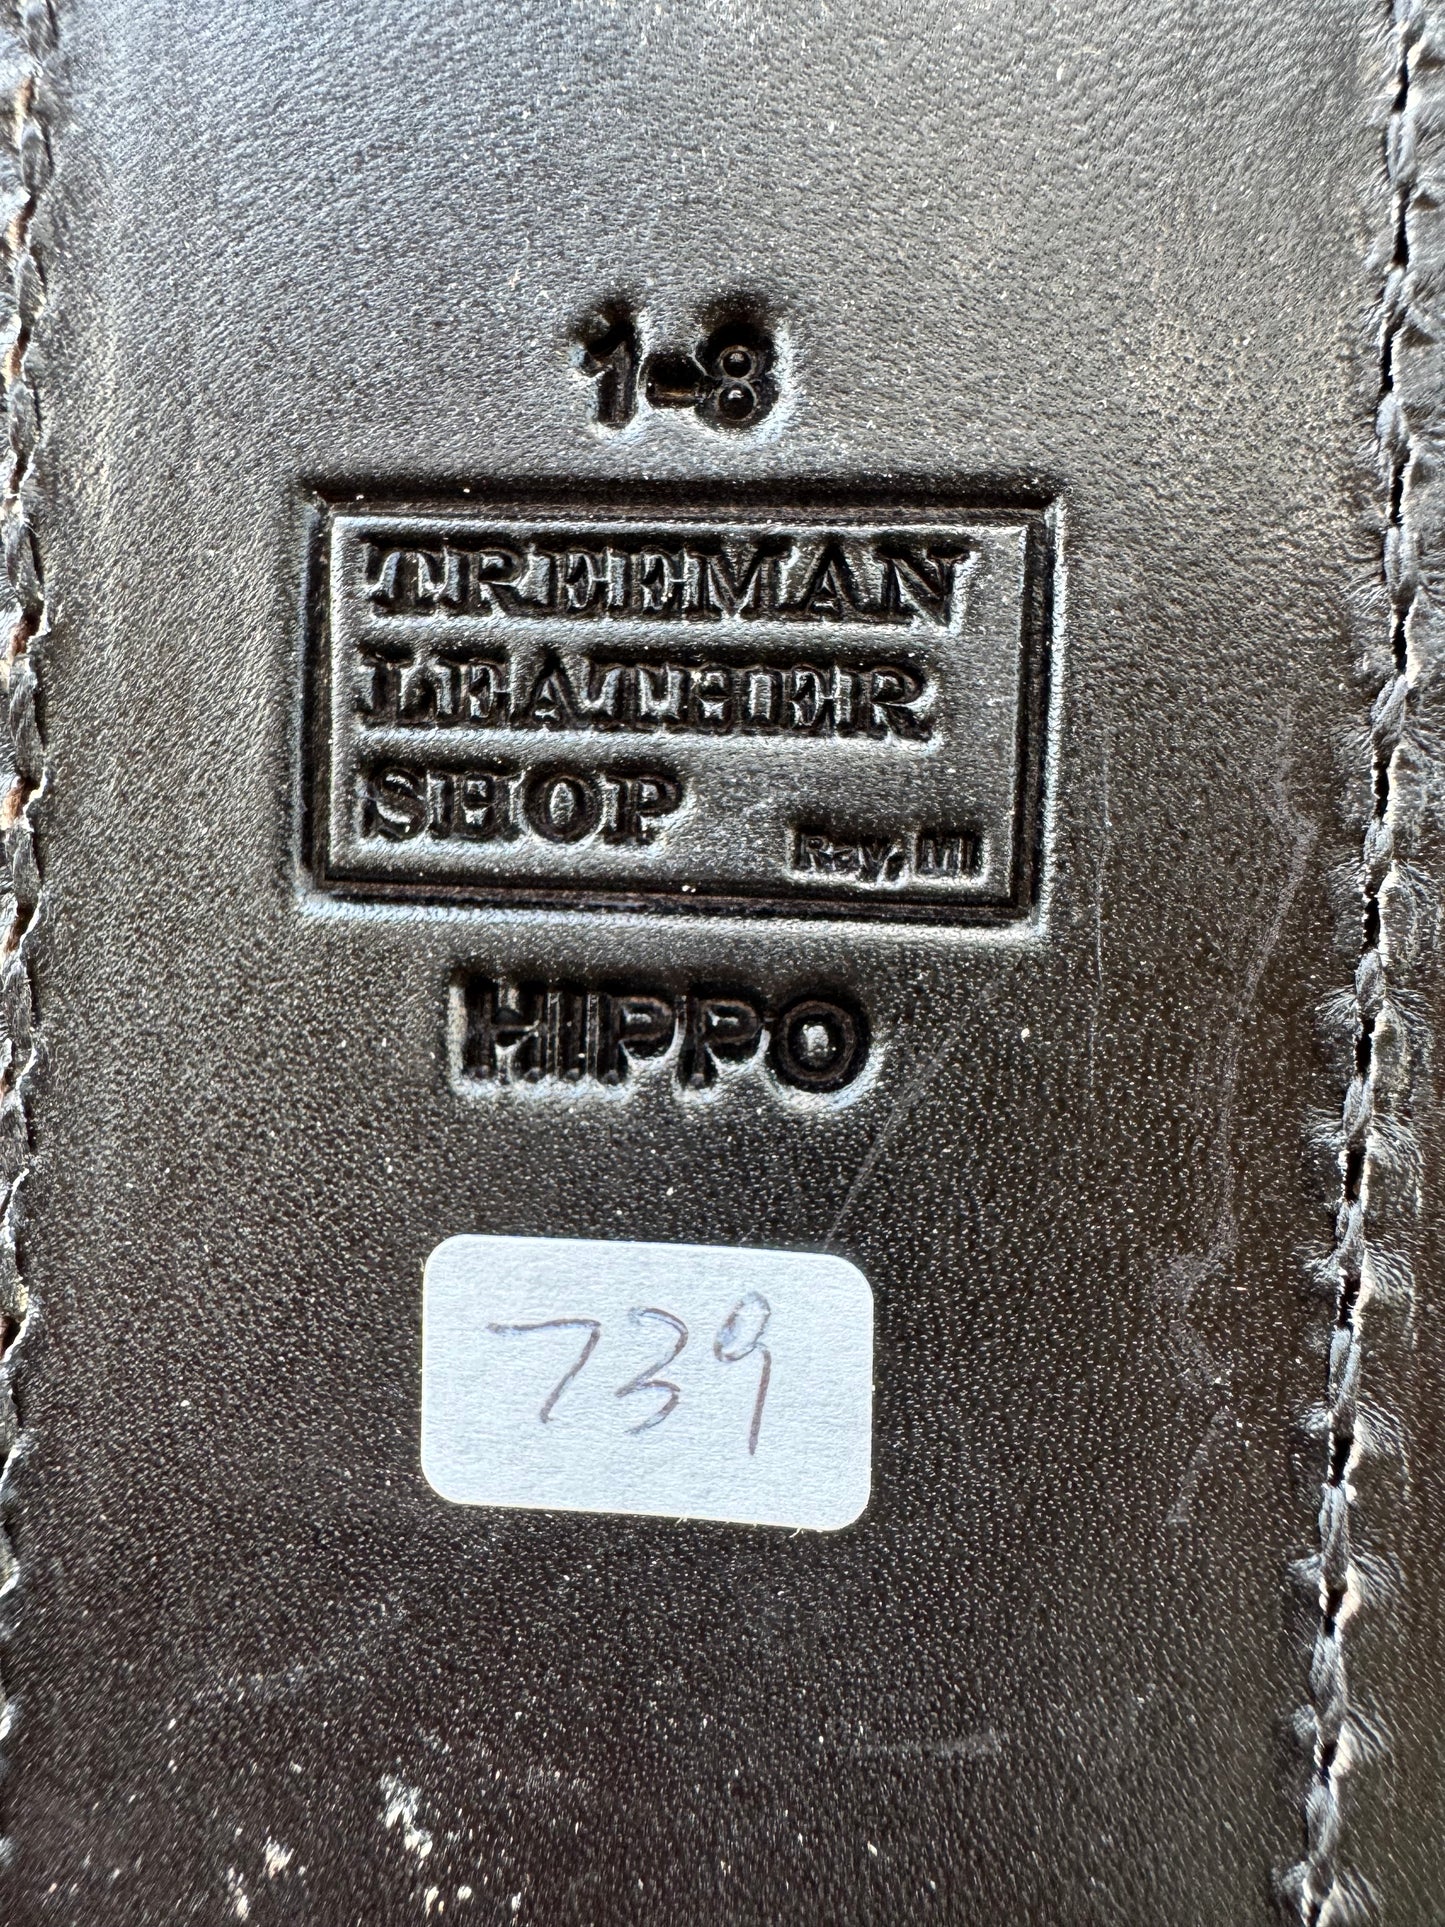 1-8
TREEMAN
LEATHER
SHOP
Ray, MI
HIPPO
739